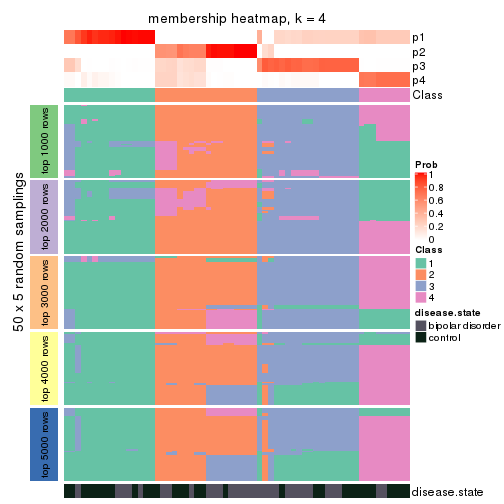 membership heatmap, k = 4
p1
p2
p3
p4
Class
50 x 5 random samplings
top 1000 rows
top 2000 rows
top 3000 rows
top 4000 rows
top 5000 rows
Prob
1
0.8
0.6
0.4
0.2
0
Class
1
2
3
4
disease.state
bipolar disorder
control
disease.state